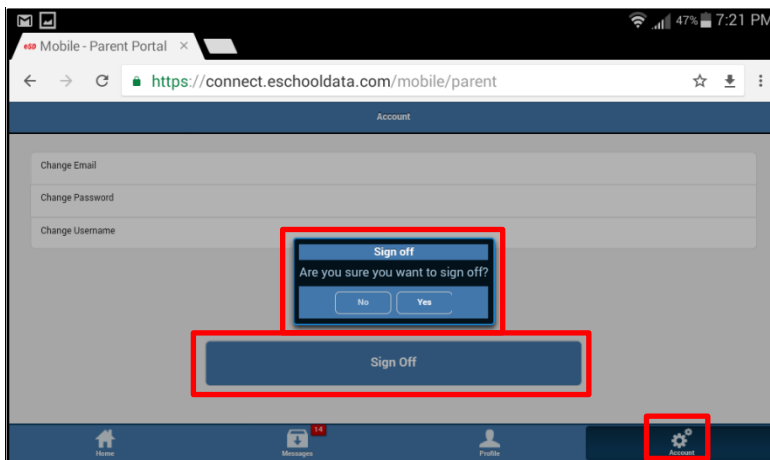 47% 7:21 PM
eSD Mobile - Parent Portal ×
https://connect.eschooldata.com/mobile/parent
Account
Change Email
Change Password
Change Username
Sign off
Are you sure you want to sign off?
No Yes
Sign Off
14
Home Messages Profile Account